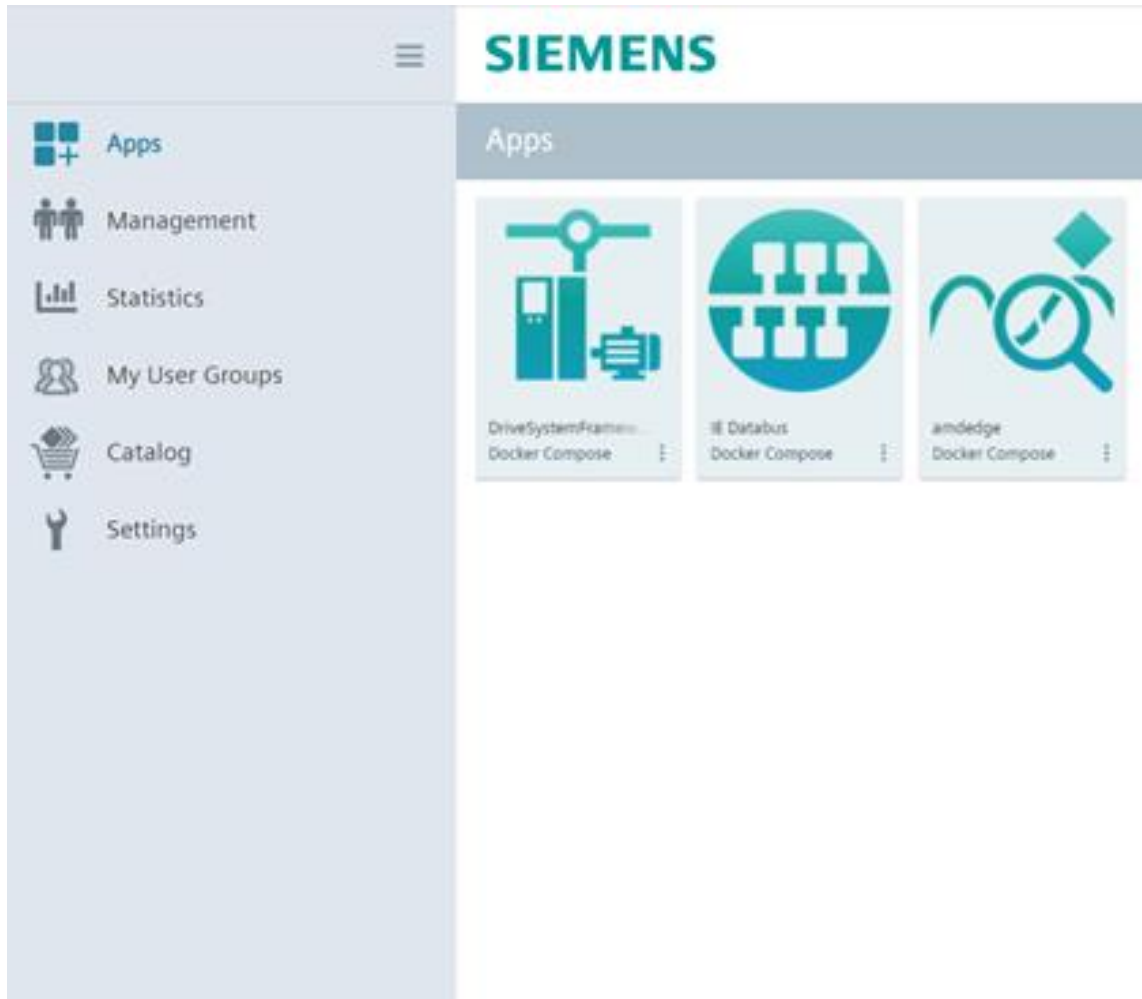 SIEMENS
Apps
Apps
Management
Statistics
My User Groups
Catalog
Settings
DriveSystemFramew...
Docker Compose
IE Databus
Docker Compose
amdedge
Docker Compose